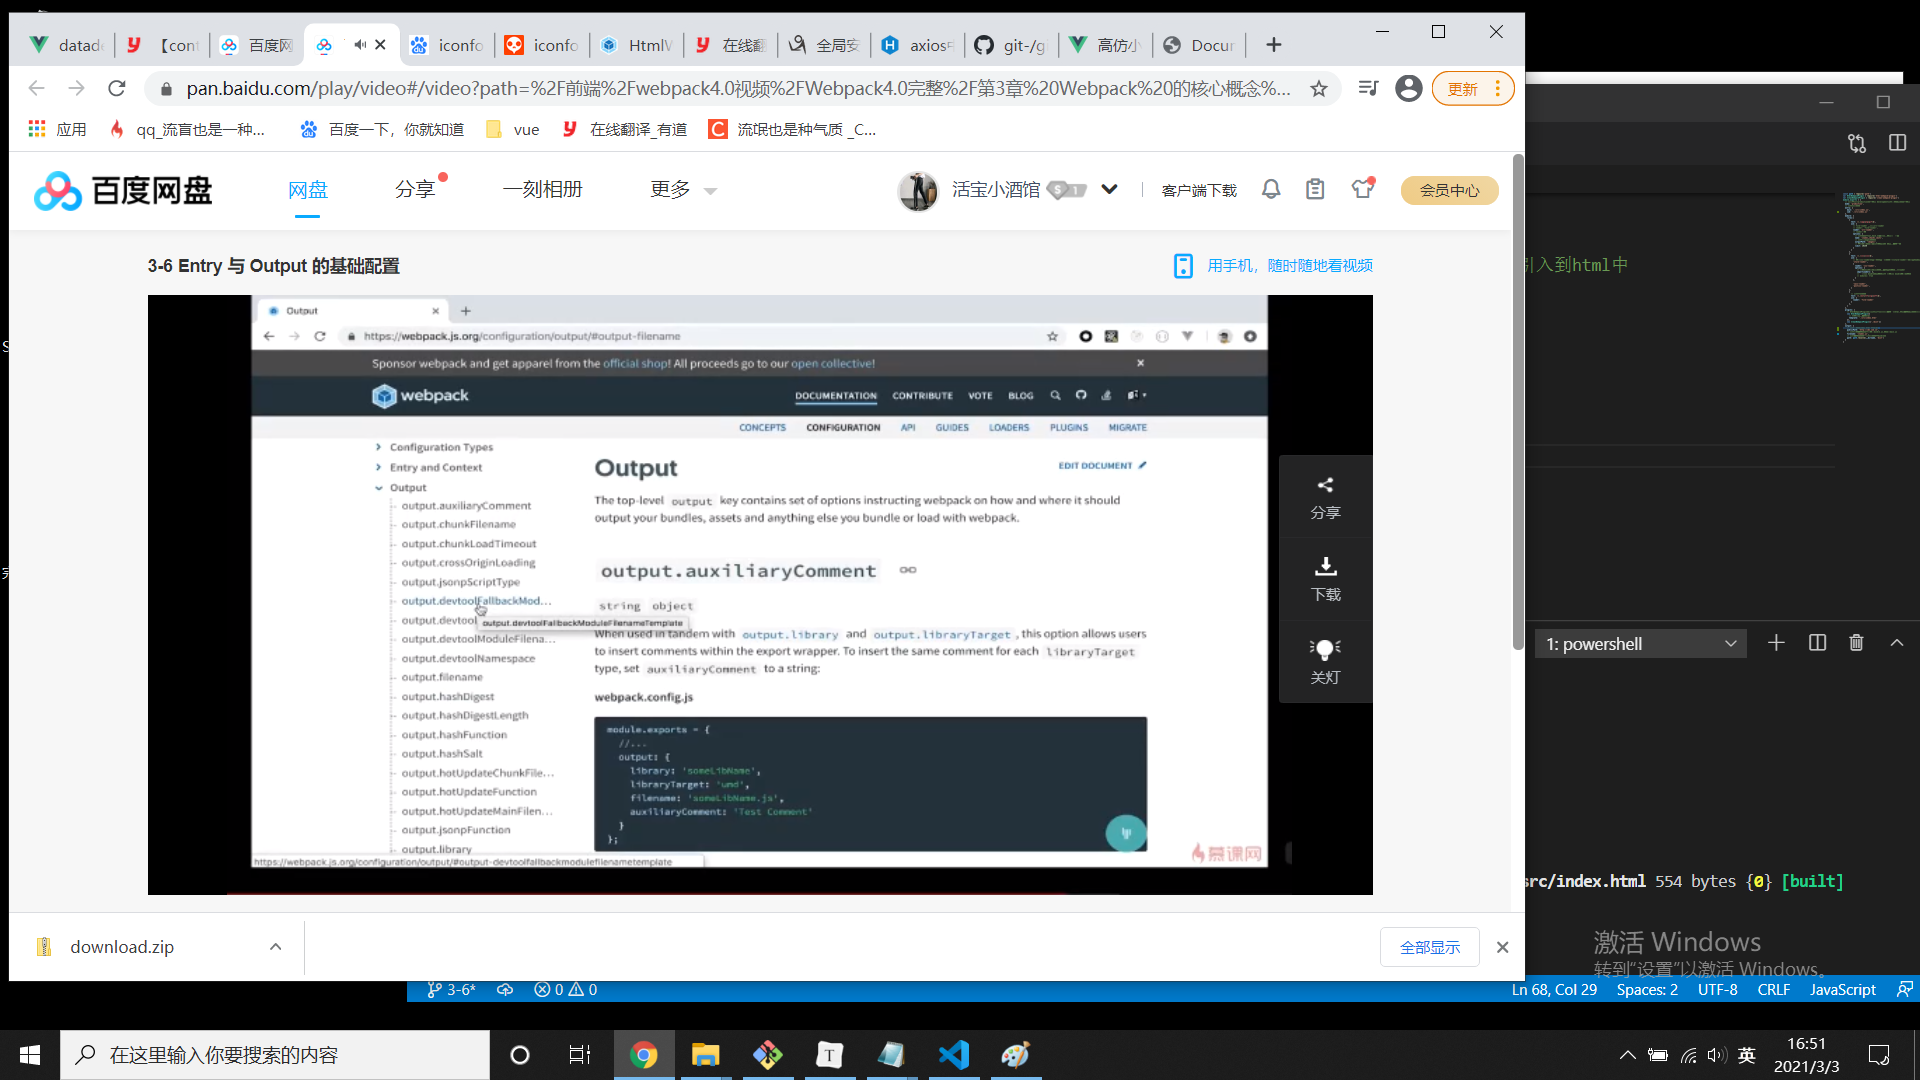 datade
【conf
百度网
iconfo
iconfo
HtmlW
在线翻
全局安
axios中
git-/g
高仿小
Docur
pan.baidu.com/play/video#/video?path=%2F前端%2Fwebpack4.0视频%2FWebpack4.0完整%2F第3章%20Webpack%20的核心概念%...
更新
应用
qq_流盲也是一种...
百度一下，你就知道
vue
在线翻译_有道
流氓也是种气质 _C...
百度网盘
网盘
分享
一刻相册
更多
活宝小酒馆
S 1
客户端下载
会员中心
3-6 Entry 与 Output 的基础配置
用手机，随时随地看视频
Output
https://webpack.js.org/configuration/output/#output-filename
Sponsor webpack and get apparel from the official shop! All proceeds go to our open collective!
webpack
DOCUMENTATION CONTRIBUTE VOTE BLOG
CONCEPTS CONFIGURATION API GUIDES LOADERS PLUGINS MIGRATE
Configuration Types
Entry and Context
Output
output.auxiliaryComment
output.chunkFilename
output.chunkLoadTimeout
output.crossOriginLoading
output.jsonpScriptType
output.devtoolFallbackMod...
output.devtool
output.devtoolFallbackModuleFilenameTemplate
output.devtoolModuleFilena...
output.devtoolNamespace
output.filename
output.hashDigest
output.hashDigestLength
output.hashFunction
output.hashSalt
output.hotUpdateChunkFile...
output.hotUpdateFunction
output.hotUpdateMainFilen...
output.jsonpFunction
output.library
https://webpack.js.org/configuration/output/#output-devtoolfallbackmodulefilenametemplate
Output
EDIT DOCUMENT
The top-level output key contains set of options instructing webpack on how and where it should
output your bundles, assets and anything else you bundle or load with webpack.
output.auxiliaryComment
string object
When used in tandem with output.library and output.libraryTarget, this option allows users
to insert comments within the export wrapper. To insert the same comment for each libraryTarget
type, set auxiliaryComment to a string:
webpack.config.js
module.exports = {
//...
output: {
library: 'someLibName',
libraryTarget: 'umd',
filename: 'someLibName.js',
auxiliaryComment: 'Test Comment'
}
};
慕课网
分享
下载
关灯
引入到html中
1: powershell
src/index.html 554 bytes {0} [built]
激活 Windows
转到“设置”以激活 Windows。
download.zip
全部显示
3-6*
0
0
Ln 68, Col 29
Spaces: 2
UTF-8
CRLF
JavaScript
在这里输入你要搜索的内容
英
16:51
2021/3/3